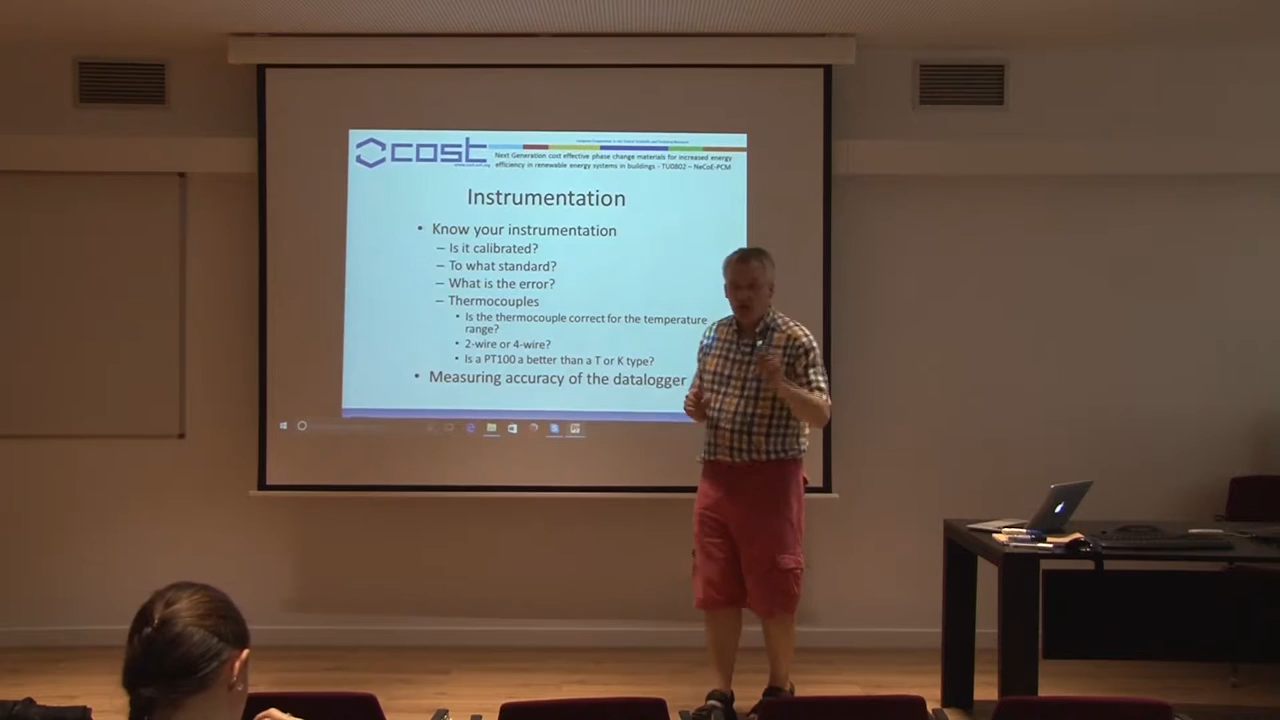 cost
Next Generation cost effective phase change materials for increased energy
efficiency in renewable energy systems in buildings - TU0802 – NeCoE-PCM
Instrumentation
• Know your instrumentation
– Is it calibrated?
– To what standard?
– What is the error?
– Thermocouples
• Is the thermocouple correct for the temperature
range?
• 2-wire or 4-wire?
• Is a PT100 a better than a T or K type?
• Measuring accuracy of the datalogger